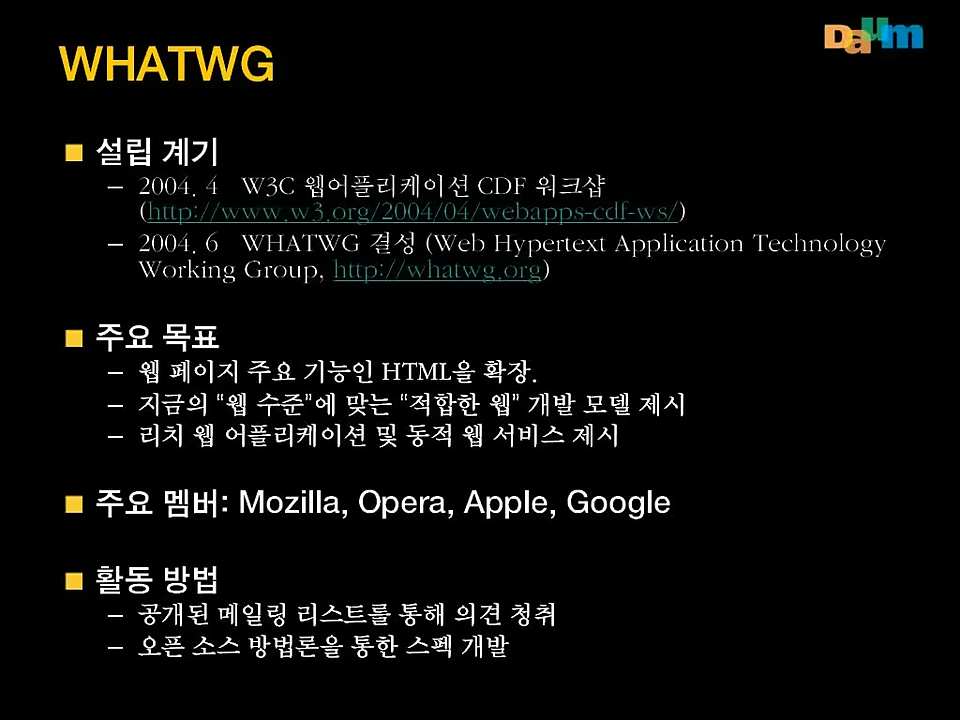 Daum
WHATWG
설립 계기
– 2004. 4 W3C 웹어플리케이션 CDF 워크샵
(http://www.w3.org/2004/04/webapps-cdf-ws/)
– 2004. 6 WHATWG 결성 (Web Hypertext Application Technology
Working Group, http://whatwg.org)
주요 목표
– 웹 페이지 주요 기능인 HTML을 확장.
– 지금의 “웹 수준”에 맞는 “적합한 웹” 개발 모델 제시
– 리치 웹 어플리케이션 및 동적 웹 서비스 제시
주요 멤버: Mozilla, Opera, Apple, Google
활동 방법
– 공개된 메일링 리스트를 통해 의견 청취
– 오픈 소스 방법론을 통한 스펙 개발